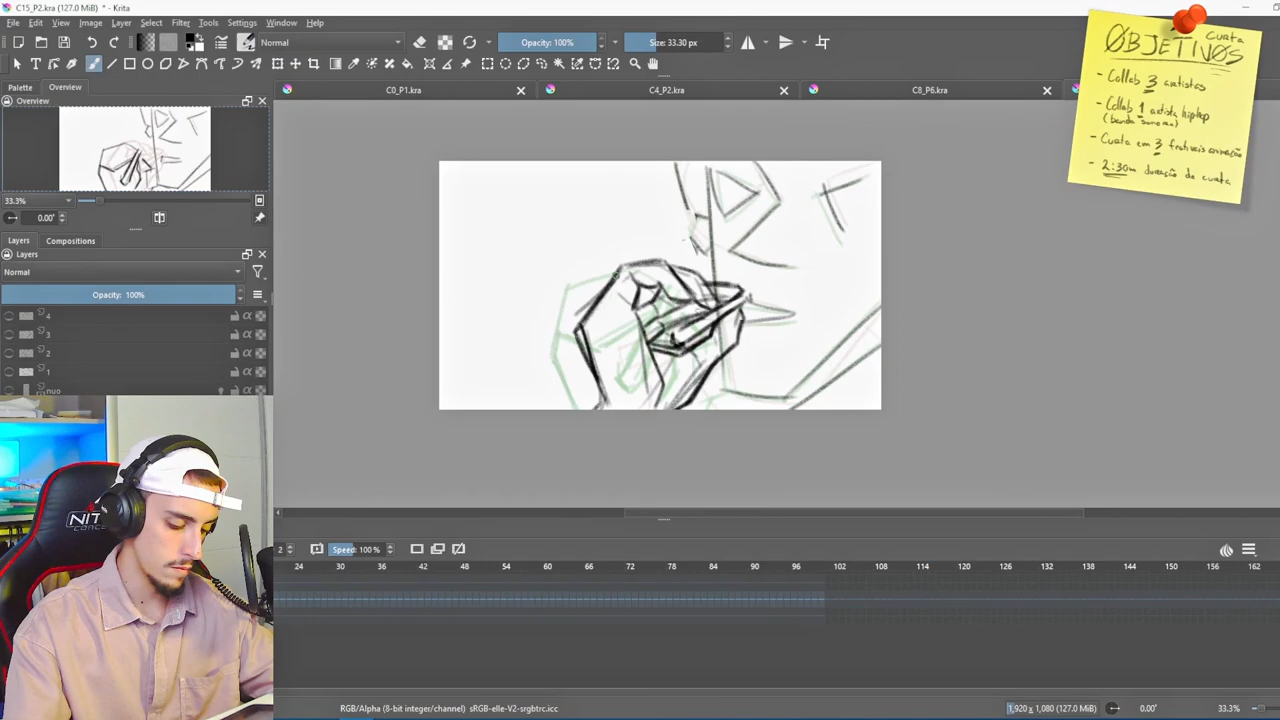 C15_P2.kra (127.0 MiB) * - Krita
File Edit View Image Layer Select Filter Tools Settings Window Help
Normal
Opacity: 100%
Size: 33.30 px
Palette Overview
C0_P1.kra
C4_P2.kra
C8_P6.kra
Overview
33.3%
0.00°
Layers Compositions
Layers
Normal
Opacity: 100%
4
3
2
1
nuo
2
Speed: 100 %
24 30 36 42 48 54 60 66 72 78 84 90 96 102 108 114 120 126 132 138 144 150 156 162
RGB/Alpha (8-bit integer/channel) sRGB-elle-V2-srgbtrc.icc
1,920 x 1,080 (127.0 MiB)
0.00°
33.3%
OBJETIVOS
Curta
- Collab 3 artistas
- Collab 1 artista hiphop
(banda sonora)
- Curta em 3 festivais animação
- 2:30m duração de curta
NIT